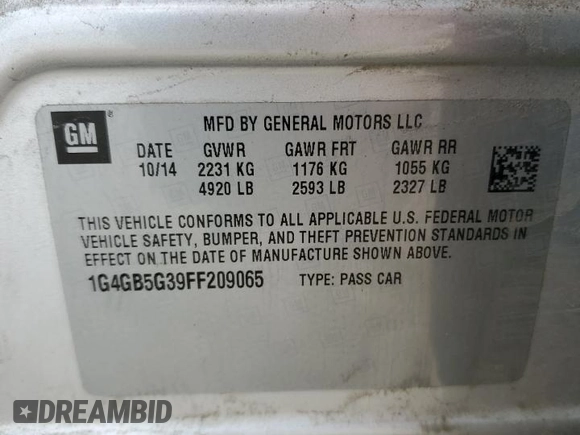 GM ®
MFD BY GENERAL MOTORS LLC
DATE GVWR GAWR FRT GAWR RR
10/14 2231 KG 1176 KG 1055 KG
4920 LB 2593 LB 2327 LB
THIS VEHICLE CONFORMS TO ALL APPLICABLE U.S. FEDERAL MOTOR
VEHICLE SAFETY, BUMPER, AND THEFT PREVENTION STANDARDS IN
EFFECT ON THE DATE OF MANUFACTURE SHOWN ABOVE.
1G4GB5G39FF209065 TYPE: PASS CAR
DREAMBID